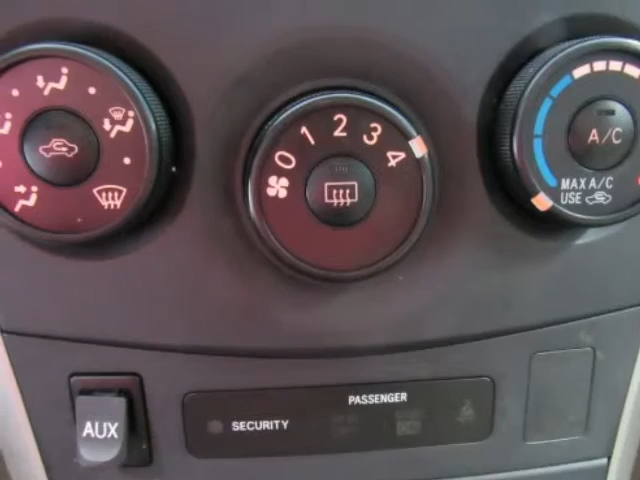 0 1 2 3 4
A/C
MAX A/C
USE
AUX
PASSENGER
SECURITY